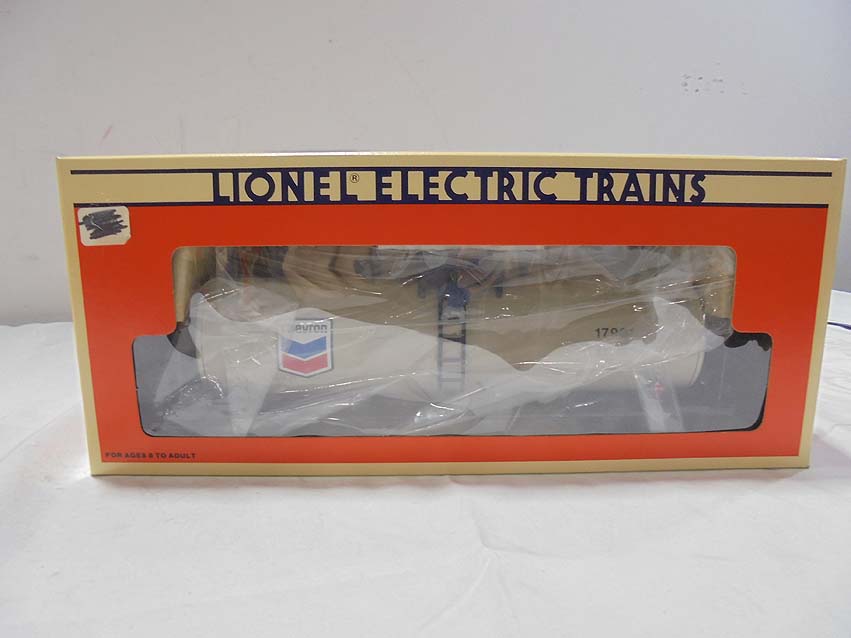 LIONEL® ELECTRIC TRAINS
FOR AGES 8 TO ADULT